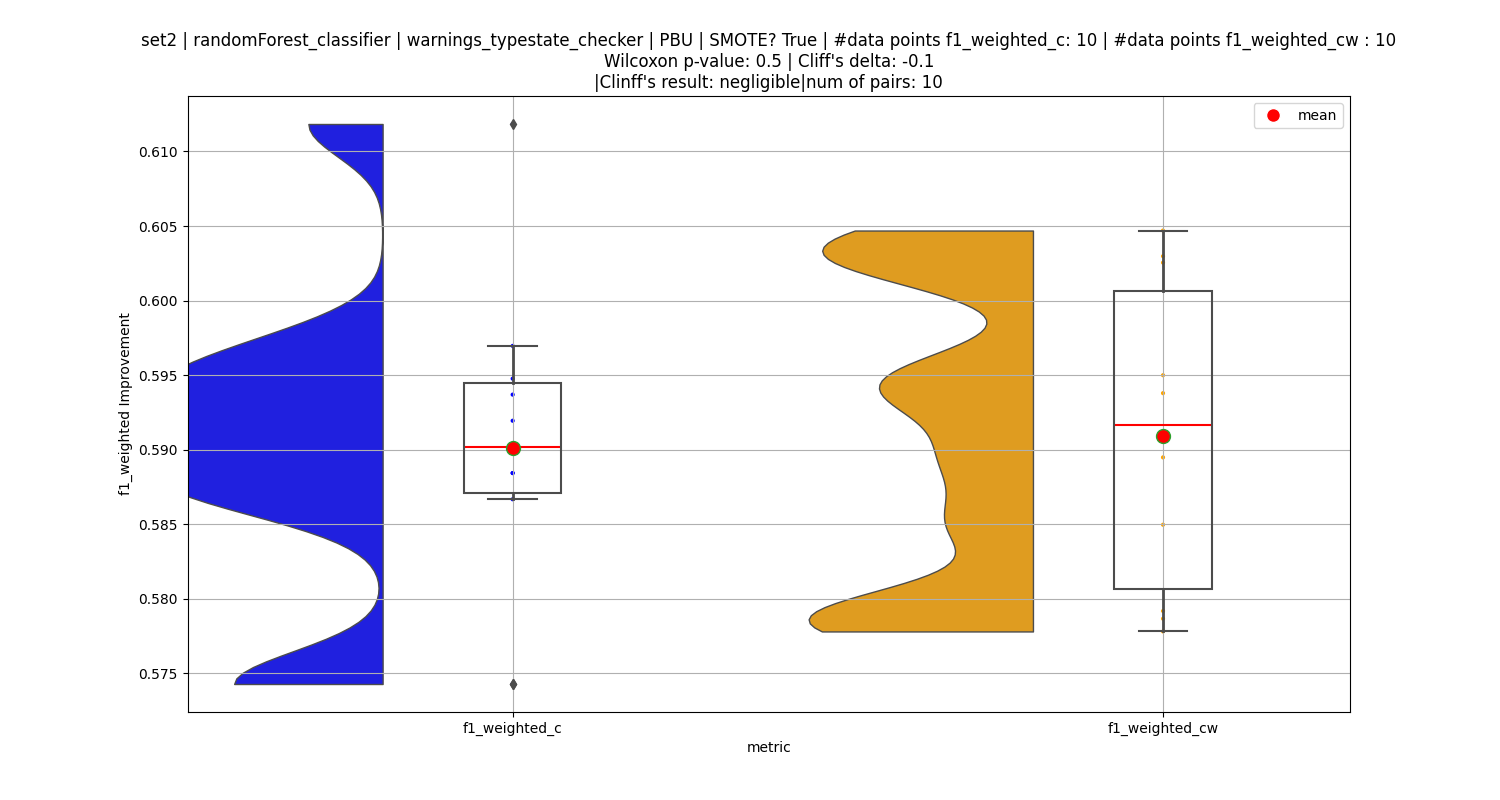 set2 | randomForest_classifier | warnings_typestate_checker | PBU | SMOTE? True | #data points f1_weighted_c: 10 | #data points f1_weighted_cw : 10
Wilcoxon p-value: 0.5 | Cliff's delta: -0.1
|Clinff's result: negligible|num of pairs: 10
mean
0.610
0.605
0.600
0.595
0.590
0.585
0.580
0.575
f1_weighted Improvement
f1_weighted_c
f1_weighted_cw
metric